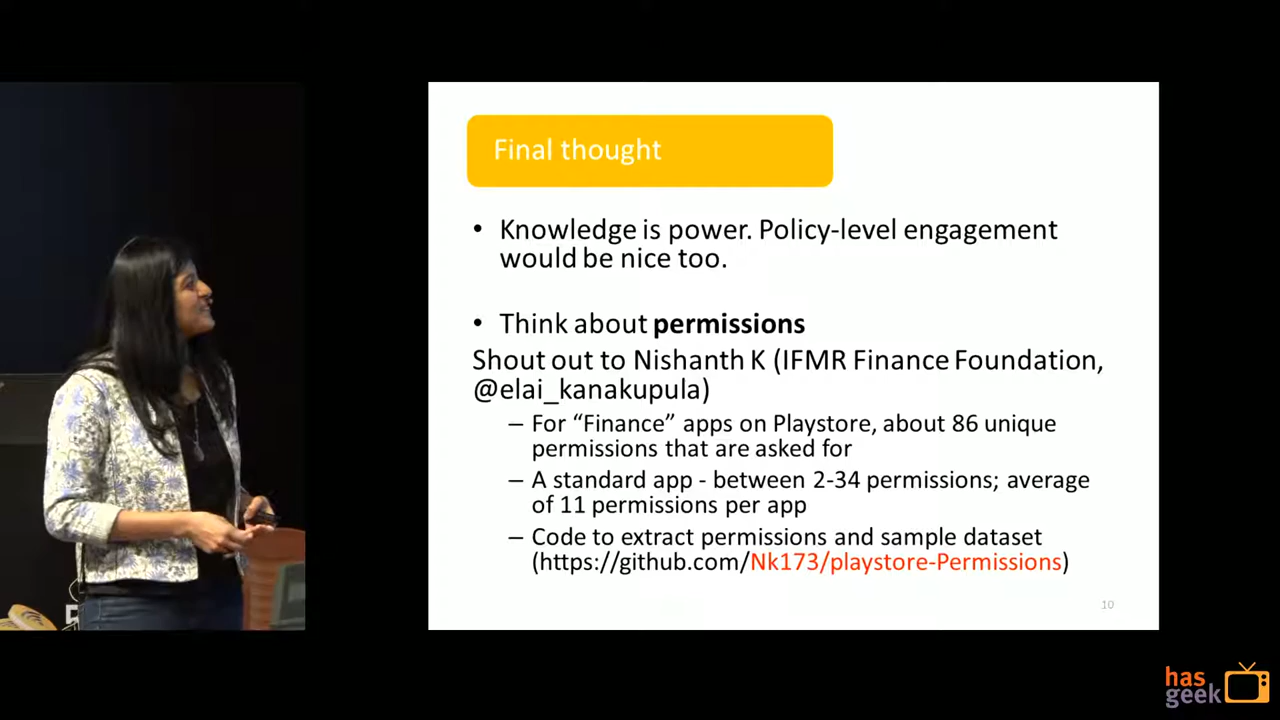 Final thought
• Knowledge is power. Policy-level engagement
would be nice too.
• Think about permissions
Shout out to Nishanth K (IFMR Finance Foundation,
@elai_kanakupula)
– For “Finance” apps on Playstore, about 86 unique
permissions that are asked for
– A standard app - between 2-34 permissions; average
of 11 permissions per app
– Code to extract permissions and sample dataset
(https://github.com/Nk173/playstore-Permissions)
10
has
geek